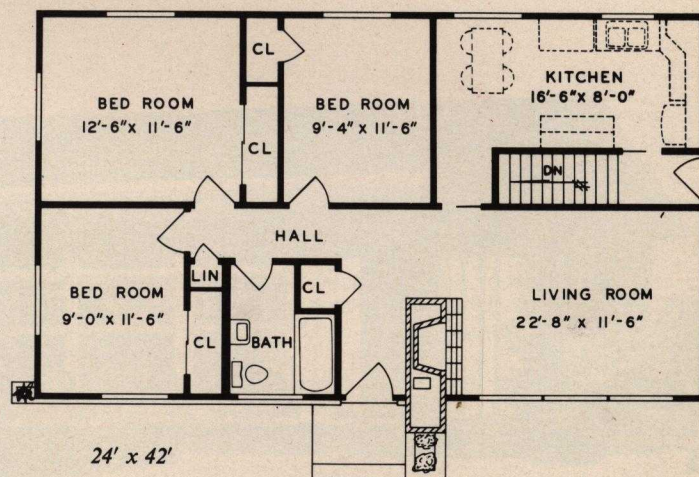 CL
BED ROOM
12'-6" x 11'-6"
CL
BED ROOM
9'-4" x 11'-6"
KITCHEN
16'-6" x 8'-0"
DN
HALL
LIN
BED ROOM
9'-0" x 11'-6"
CL
BATH
CL
LIVING ROOM
22'-8" x 11'-6"
24' x 42'